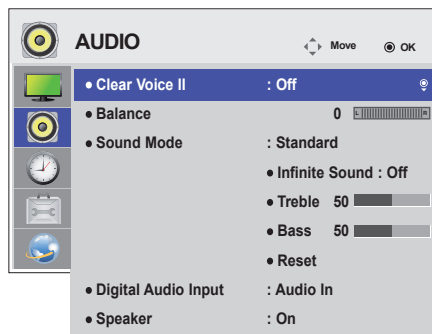 AUDIO
Move
OK
• Clear Voice II : Off
• Balance 0 L R
• Sound Mode : Standard
• Infinite Sound : Off
• Treble 50
• Bass 50
• Reset
• Digital Audio Input : Audio In
• Speaker : On